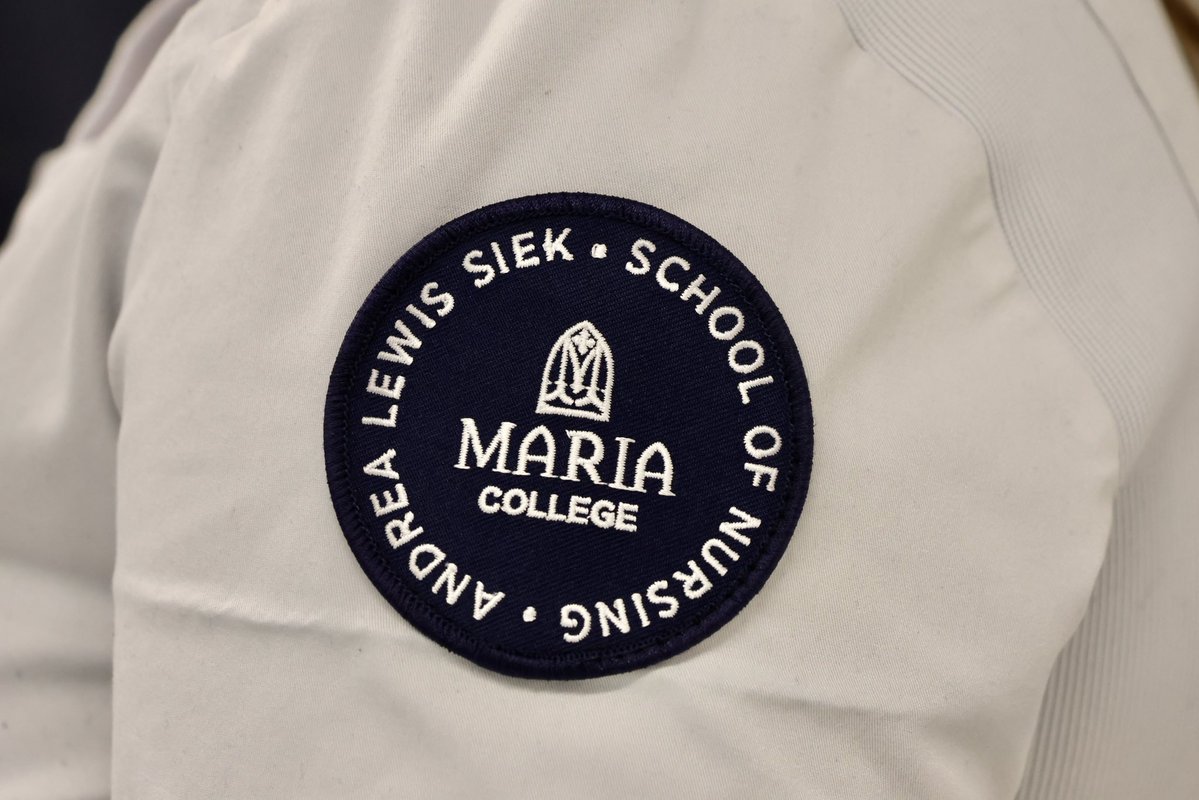 ANDREA LEWIS SIEK • SCHOOL OF NURSING •
MARIA
COLLEGE